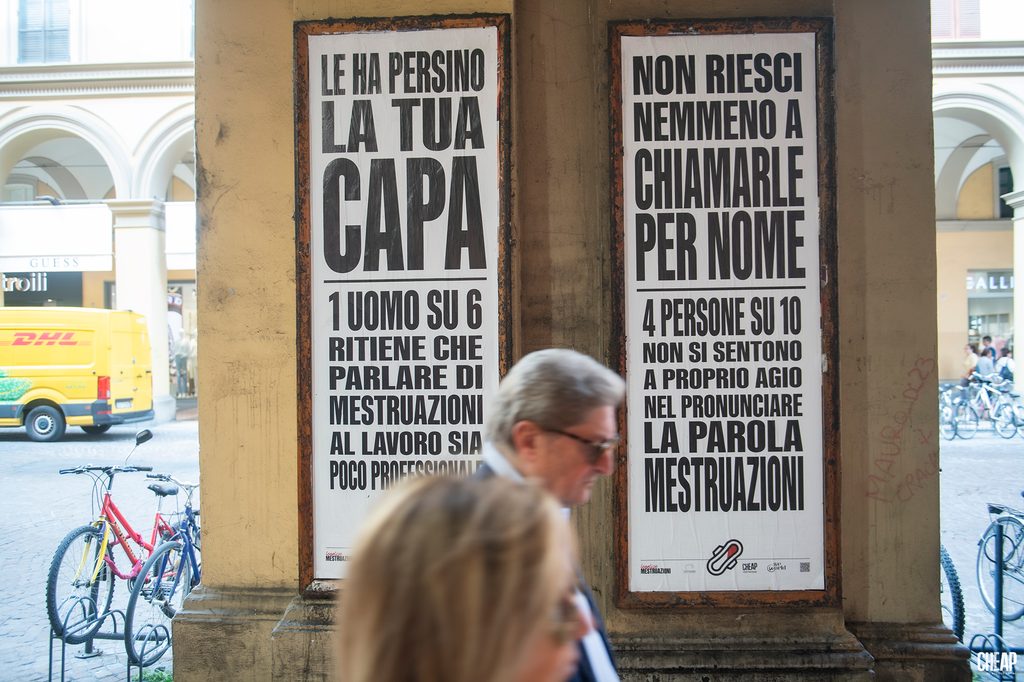 LE HA PERSINO
LA TUA
CAPA
1 UOMO SU 6
RITIENE CHE
PARLARE DI
MESTRUAZIONI
AL LAVORO SIA
POCO PROFESSIONALE
NON RIESCI
NEMMENO A
CHIAMARLE
PER NOME
4 PERSONE SU 10
NON SI SENTONO
A PROPRIO AGIO
NEL PRONUNCIARE
LA PAROLA
MESTRUAZIONI
MESTRUAZIONI
CHEAP
GUESS
troili
DHL
GALLI
CHEAP